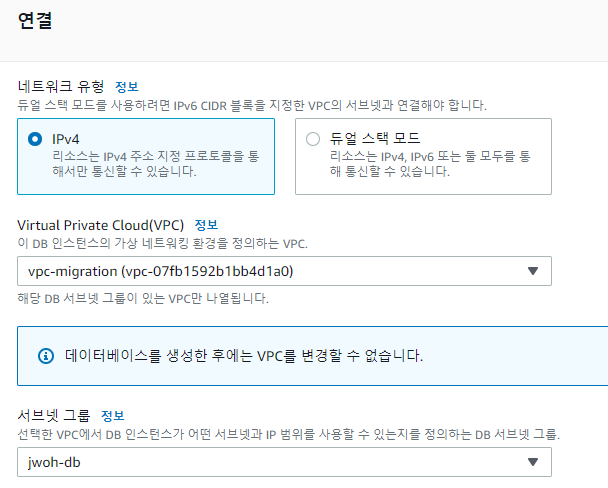 연결
네트워크 유형 정보
듀얼 스택 모드를 사용하려면 IPv6 CIDR 블록을 지정한 VPC의 서브넷과 연결해야 합니다.
IPv4
리소스는 IPv4 주소 지정 프로토콜을 통
해서만 통신할 수 있습니다.
듀얼 스택 모드
리소스는 IPv4, IPv6 또는 둘 모두를 통
해 통신할 수 있습니다.
Virtual Private Cloud(VPC) 정보
이 DB 인스턴스의 가상 네트워킹 환경을 정의하는 VPC.
vpc-migration (vpc-07fb1592b1bb4d1a0)
해당 DB 서브넷 그룹이 있는 VPC만 나열됩니다.
데이터베이스를 생성한 후에는 VPC를 변경할 수 없습니다.
서브넷 그룹 정보
선택한 VPC에서 DB 인스턴스가 어떤 서브넷과 IP 범위를 사용할 수 있는지를 정의하는 DB 서브넷 그룹.
jwoh-db